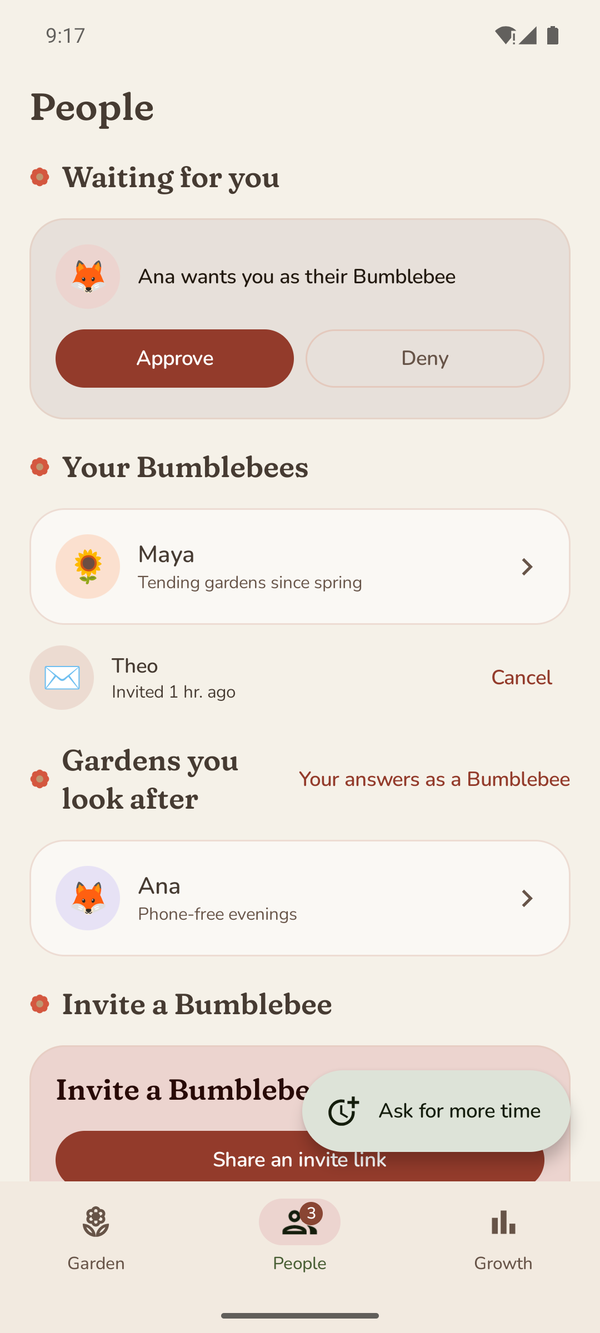 9:17
People
Waiting for you
Ana wants you as their Bumblebee
Approve
Deny
Your Bumblebees
Maya
Tending gardens since spring
Theo
Invited 1 hr. ago
Cancel
Gardens you
look after
Your answers as a Bumblebee
Ana
Phone-free evenings
Invite a Bumblebee
Invite a Bumblebe
Ask for more time
Share an invite link
3
Garden
People
Growth